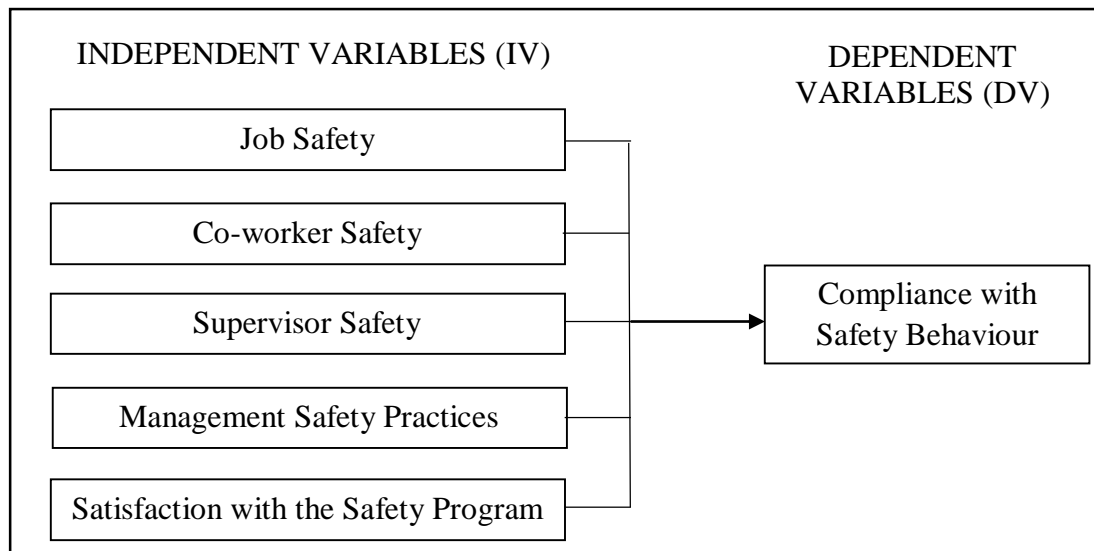 INDEPENDENT VARIABLES (IV)
DEPENDENT
VARIABLES (DV)
Job Safety
Co-worker Safety
Supervisor Safety
Management Safety Practices
Satisfaction with the Safety Program
Compliance with
Safety Behaviour